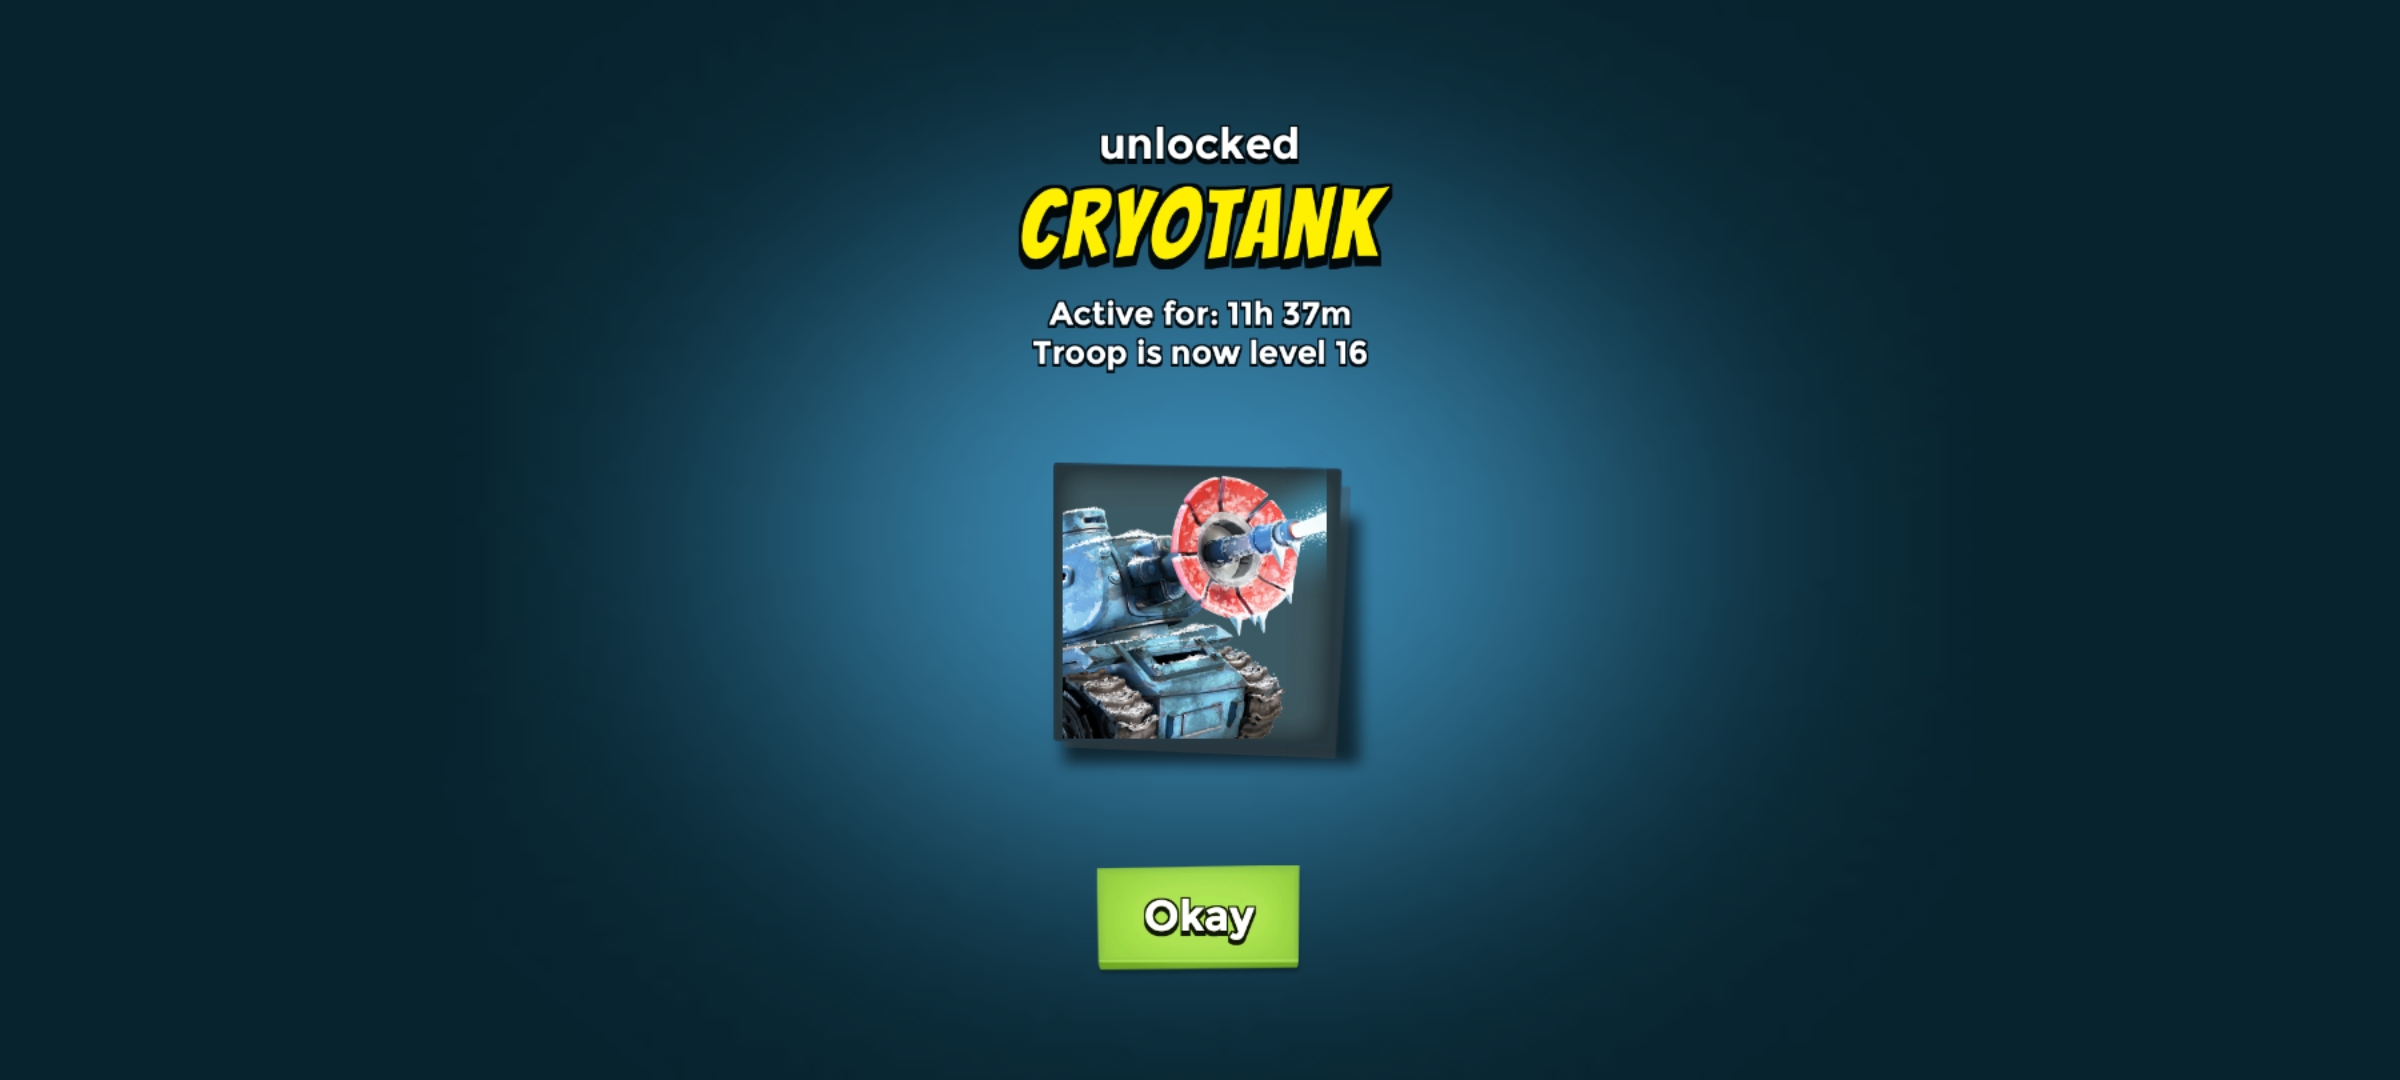 unlocked
CRYOTANK
Active for: 11h 37m
Troop is now level 16
Okay